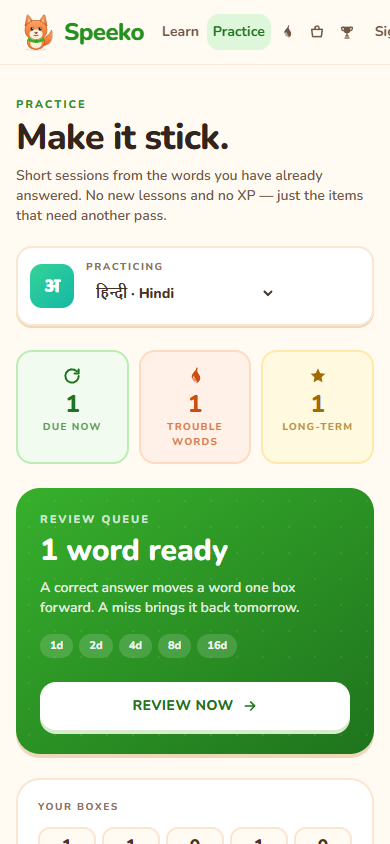 Speeko
Learn
Practice
PRACTICE
Make it stick.
Short sessions from the words you have already
answered. No new lessons and no XP — just the items
that need another pass.
अ
PRACTICING
हिन्दी · Hindi
1
DUE NOW
1
TROUBLE
WORDS
1
LONG-TERM
REVIEW QUEUE
1 word ready
A correct answer moves a word one box
forward. A miss brings it back tomorrow.
1d 2d 4d 8d 16d
REVIEW NOW →
YOUR BOXES